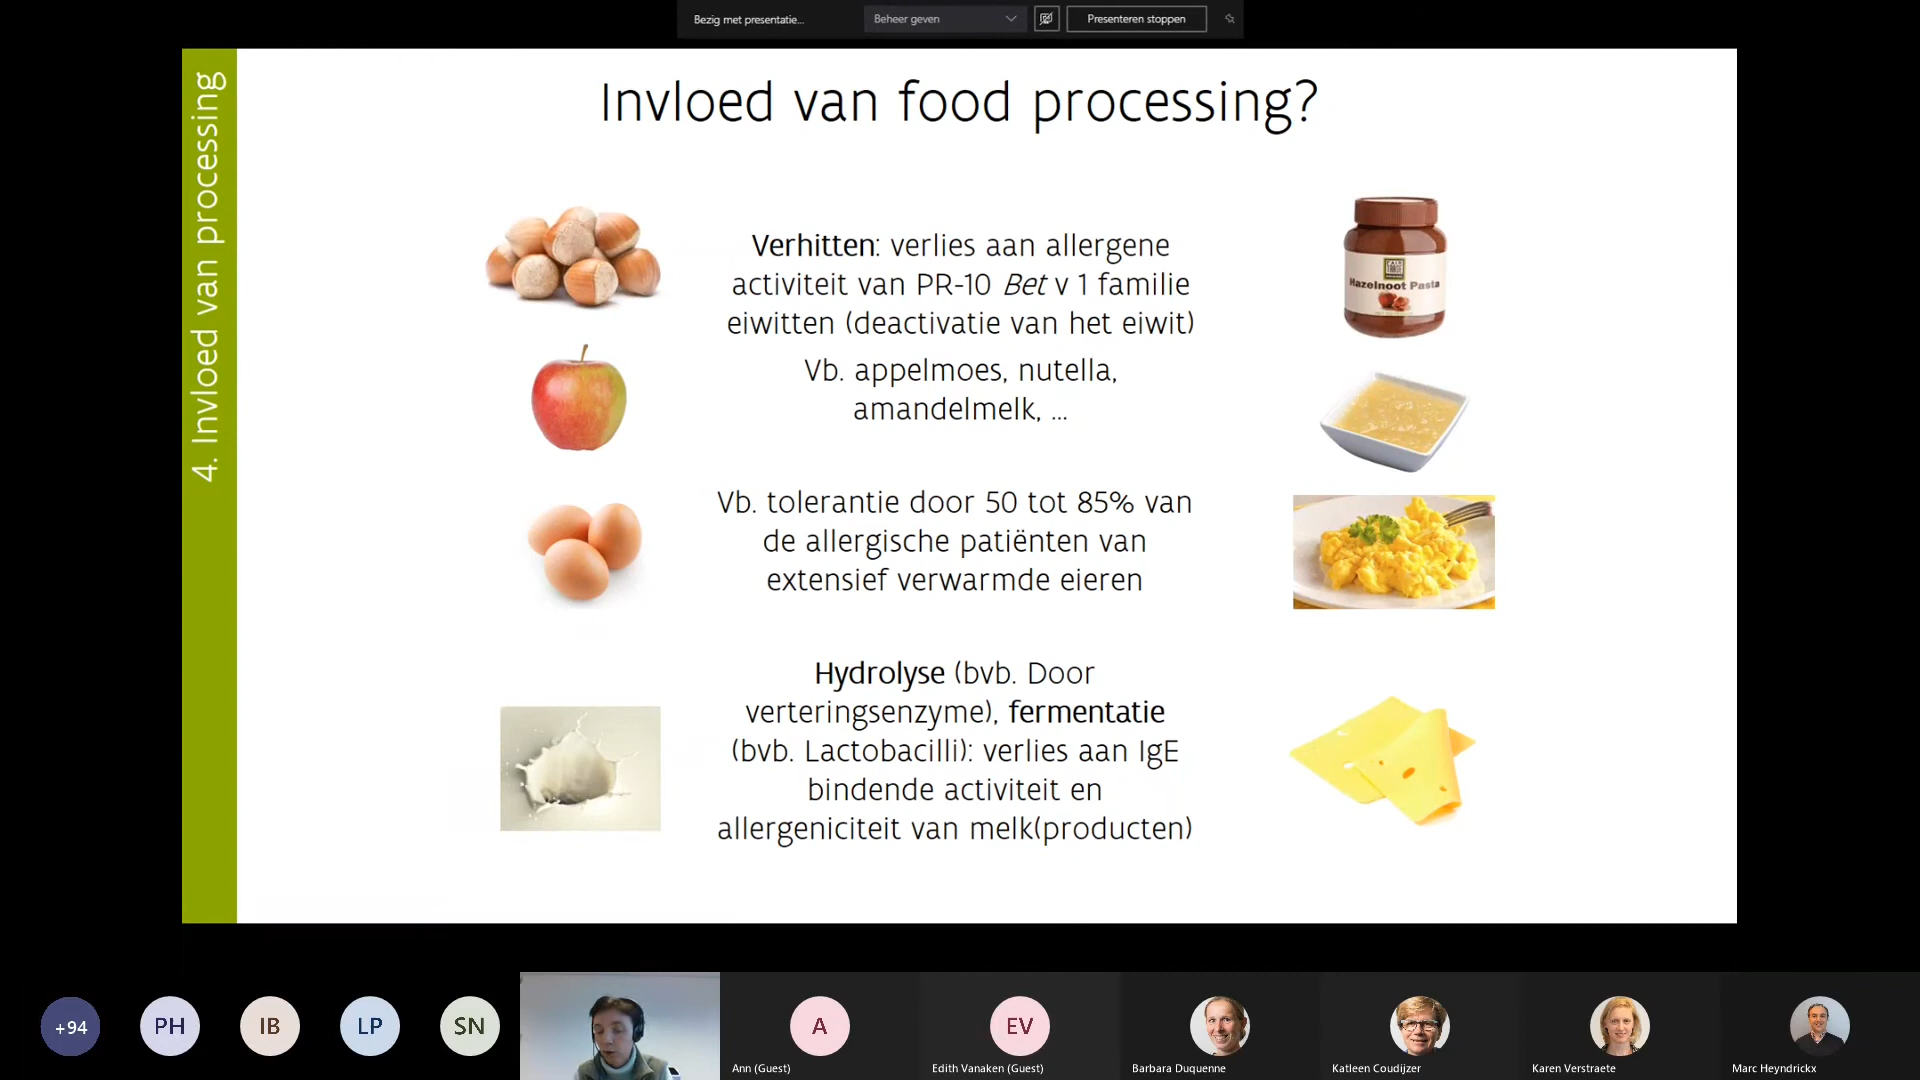 Bezig met presentatie...
Beheer geven
Presenteren stoppen
4. Invloed van processing
Invloed van food processing?
Verhitten: verlies aan allergene
activiteit van PR-10 Bet v 1 familie
eiwitten (deactivatie van het eiwit)
Vb. appelmoes, nutella,
amandelmelk, ...
Hazelnoot Pasta
Vb. tolerantie door 50 tot 85% van
de allergische patiënten van
extensief verwarmde eieren
Hydrolyse (bvb. Door
verteringsenzyme), fermentatie
(bvb. Lactobacilli): verlies aan IgE
bindende activiteit en
allergeniciteit van melk(producten)
+94
PH
IB
LP
SN
A
EV
Ann (Guest)
Edith Vanaken (Guest)
Barbara Duquenne
Katleen Coudijzer
Karen Verstraete
Marc Heyndrickx